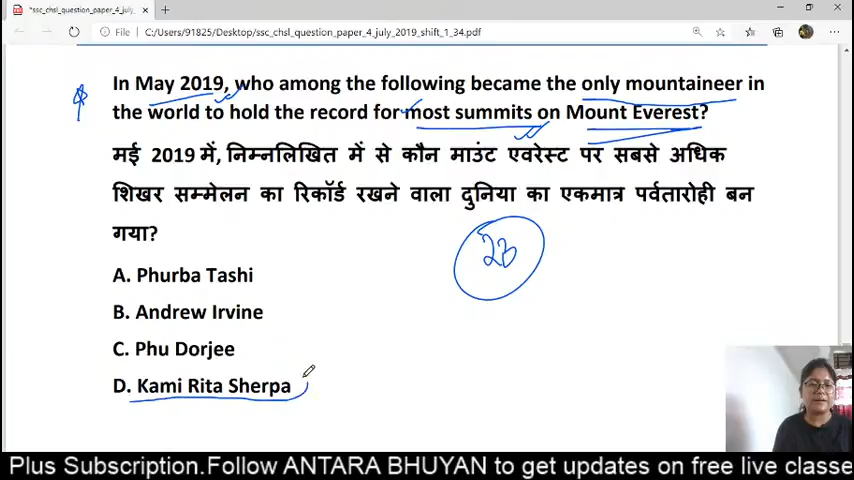 *ssc_chsl_question_paper_4_july_2019_shift_1_34.pdf
File | C:/Users/91825/Desktop/ssc_chsl_question_paper_4_july_2019_shift_1_34.pdf
In May 2019, who among the following became the only mountaineer in
the world to hold the record for most summits on Mount Everest?
मई 2019 में, निम्नलिखित में से कौन माउंट एवरेस्ट पर सबसे अधिक
शिखर सम्मेलन का रिकॉर्ड रखने वाला दुनिया का एकमात्र पर्वतारोही बन
गया?
A. Phurba Tashi
B. Andrew Irvine
C. Phu Dorjee
D. Kami Rita Sherpa
Plus Subscription.Follow ANTARA BHUYAN to get updates on free live classe